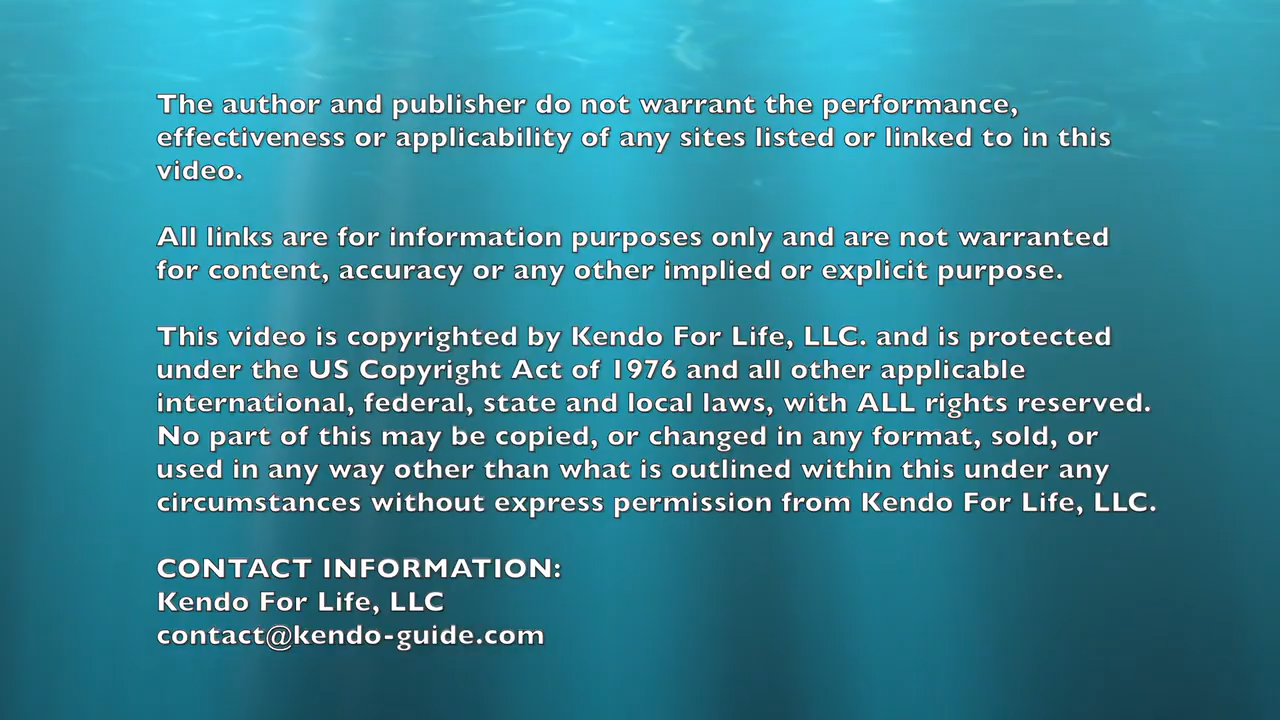 The author and publisher do not warrant the performance,
effectiveness or applicability of any sites listed or linked to in this
video.
All links are for information purposes only and are not warranted
for content, accuracy or any other implied or explicit purpose.
This video is copyrighted by Kendo For Life, LLC. and is protected
under the US Copyright Act of 1976 and all other applicable
international, federal, state and local laws, with ALL rights reserved.
No part of this may be copied, or changed in any format, sold, or
used in any way other than what is outlined within this under any
circumstances without express permission from Kendo For Life, LLC.
CONTACT INFORMATION:
Kendo For Life, LLC
contact@kendo-guide.com